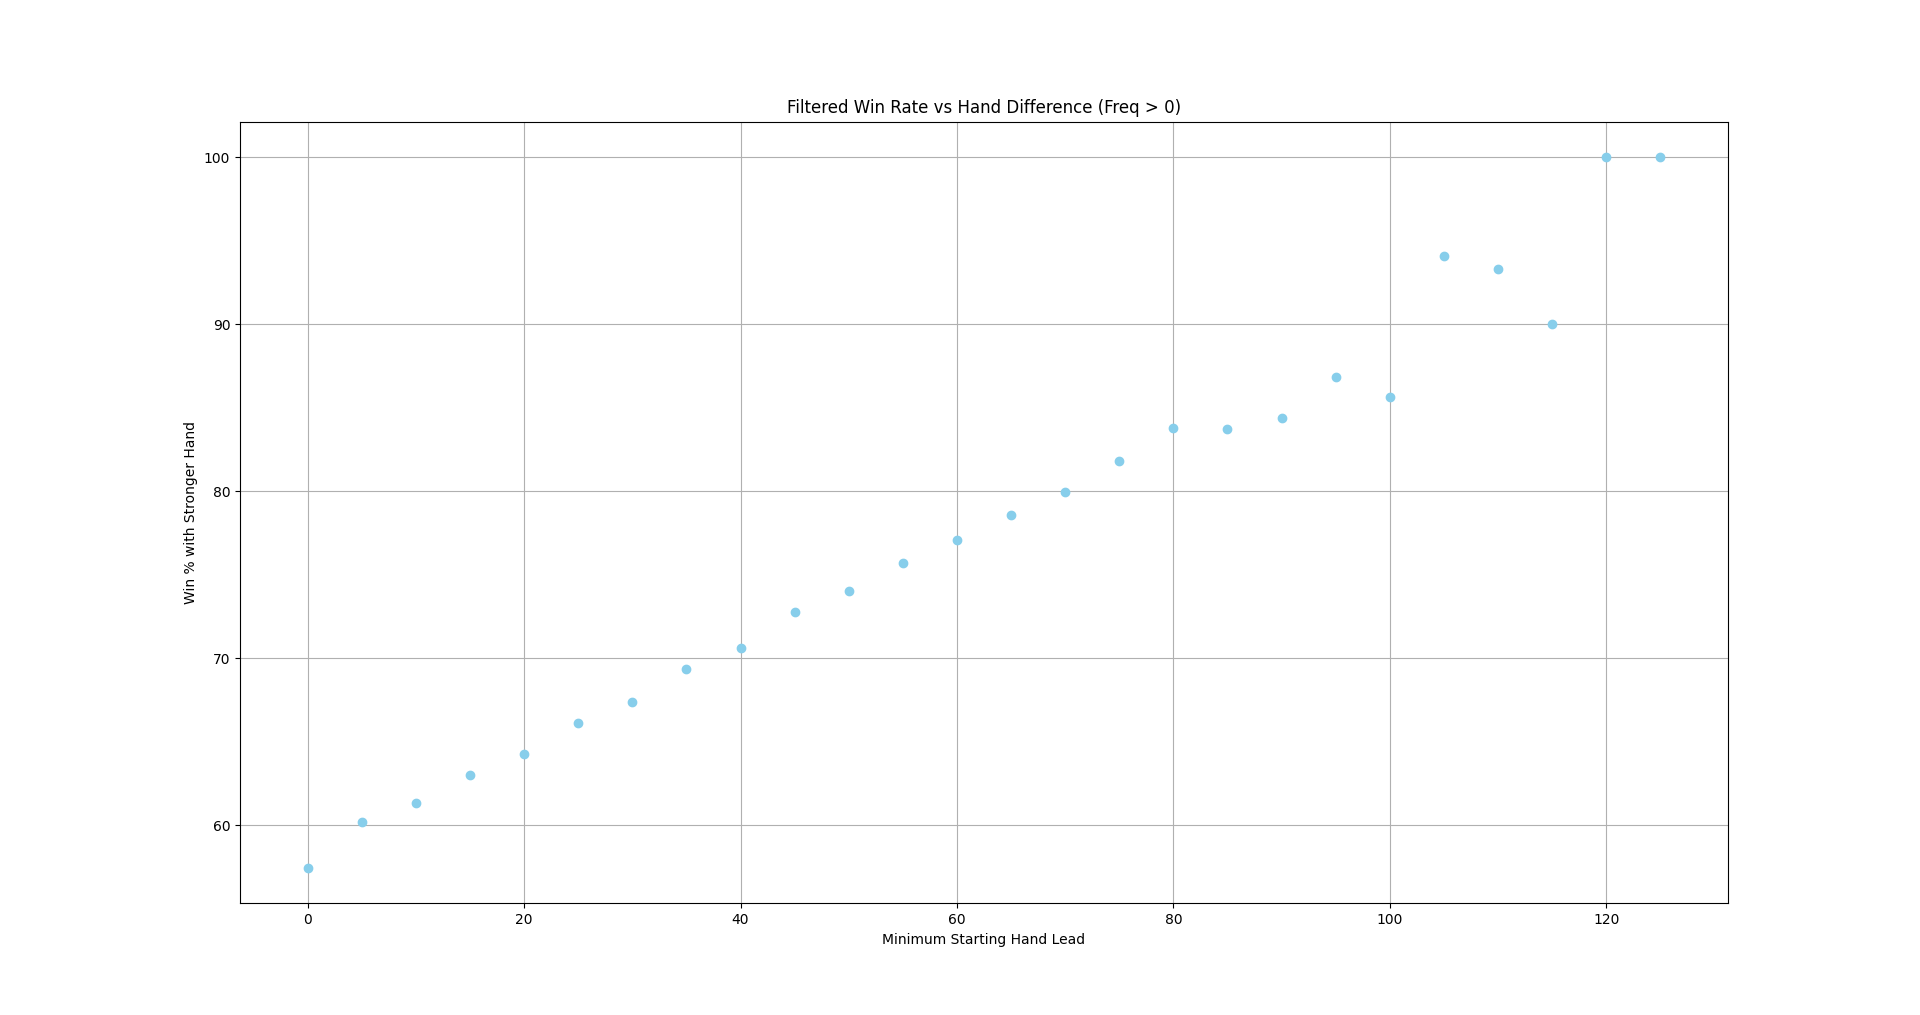 Filtered Win Rate vs Hand Difference (Freq > 0)
100
90
80
70
60
Win % with Stronger Hand
0 20 40 60 80 100 120
Minimum Starting Hand Lead